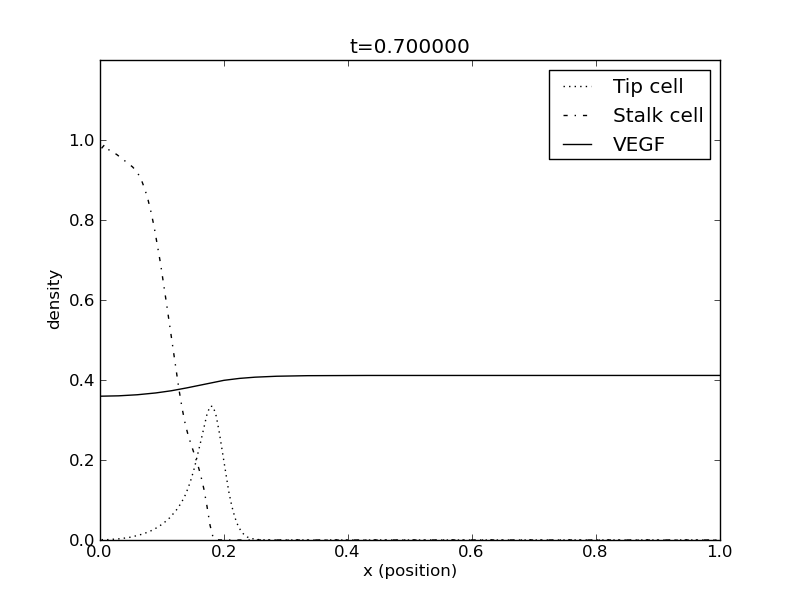 t=0.700000
Tip cell
Stalk cell
VEGF
density
1.0
0.8
0.6
0.4
0.2
0.0
0.0 0.2 0.4 0.6 0.8 1.0
x (position)